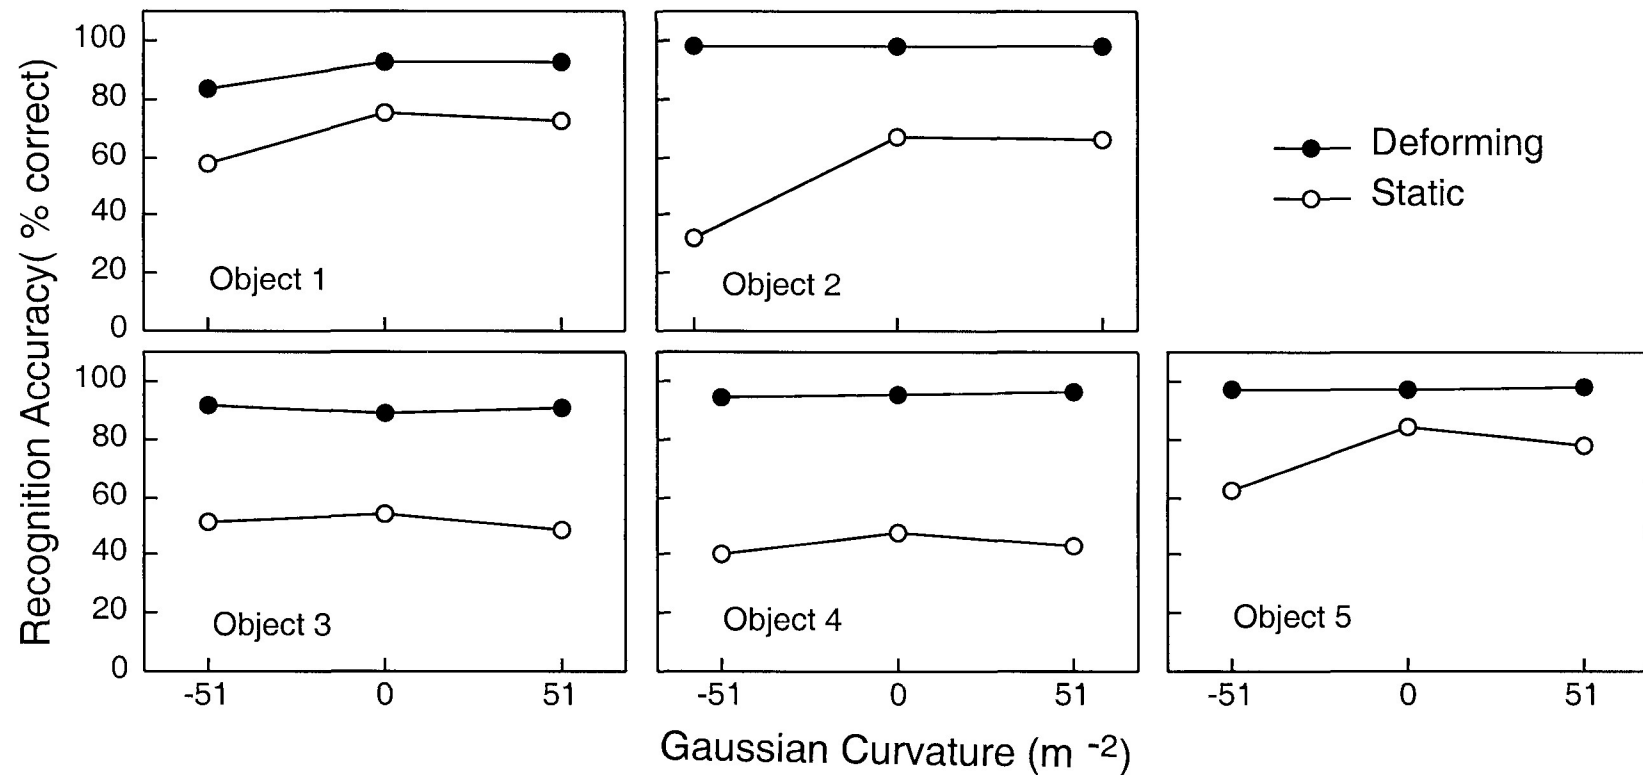 Recognition Accuracy( % correct)
100
80
60
40
20
0
Object 1
Object 2
Deforming
Static
100
80
60
40
20
0
Object 3
Object 4
Object 5
-51 0 51
-51 0 51
-51 0 51
Gaussian Curvature (m -2)